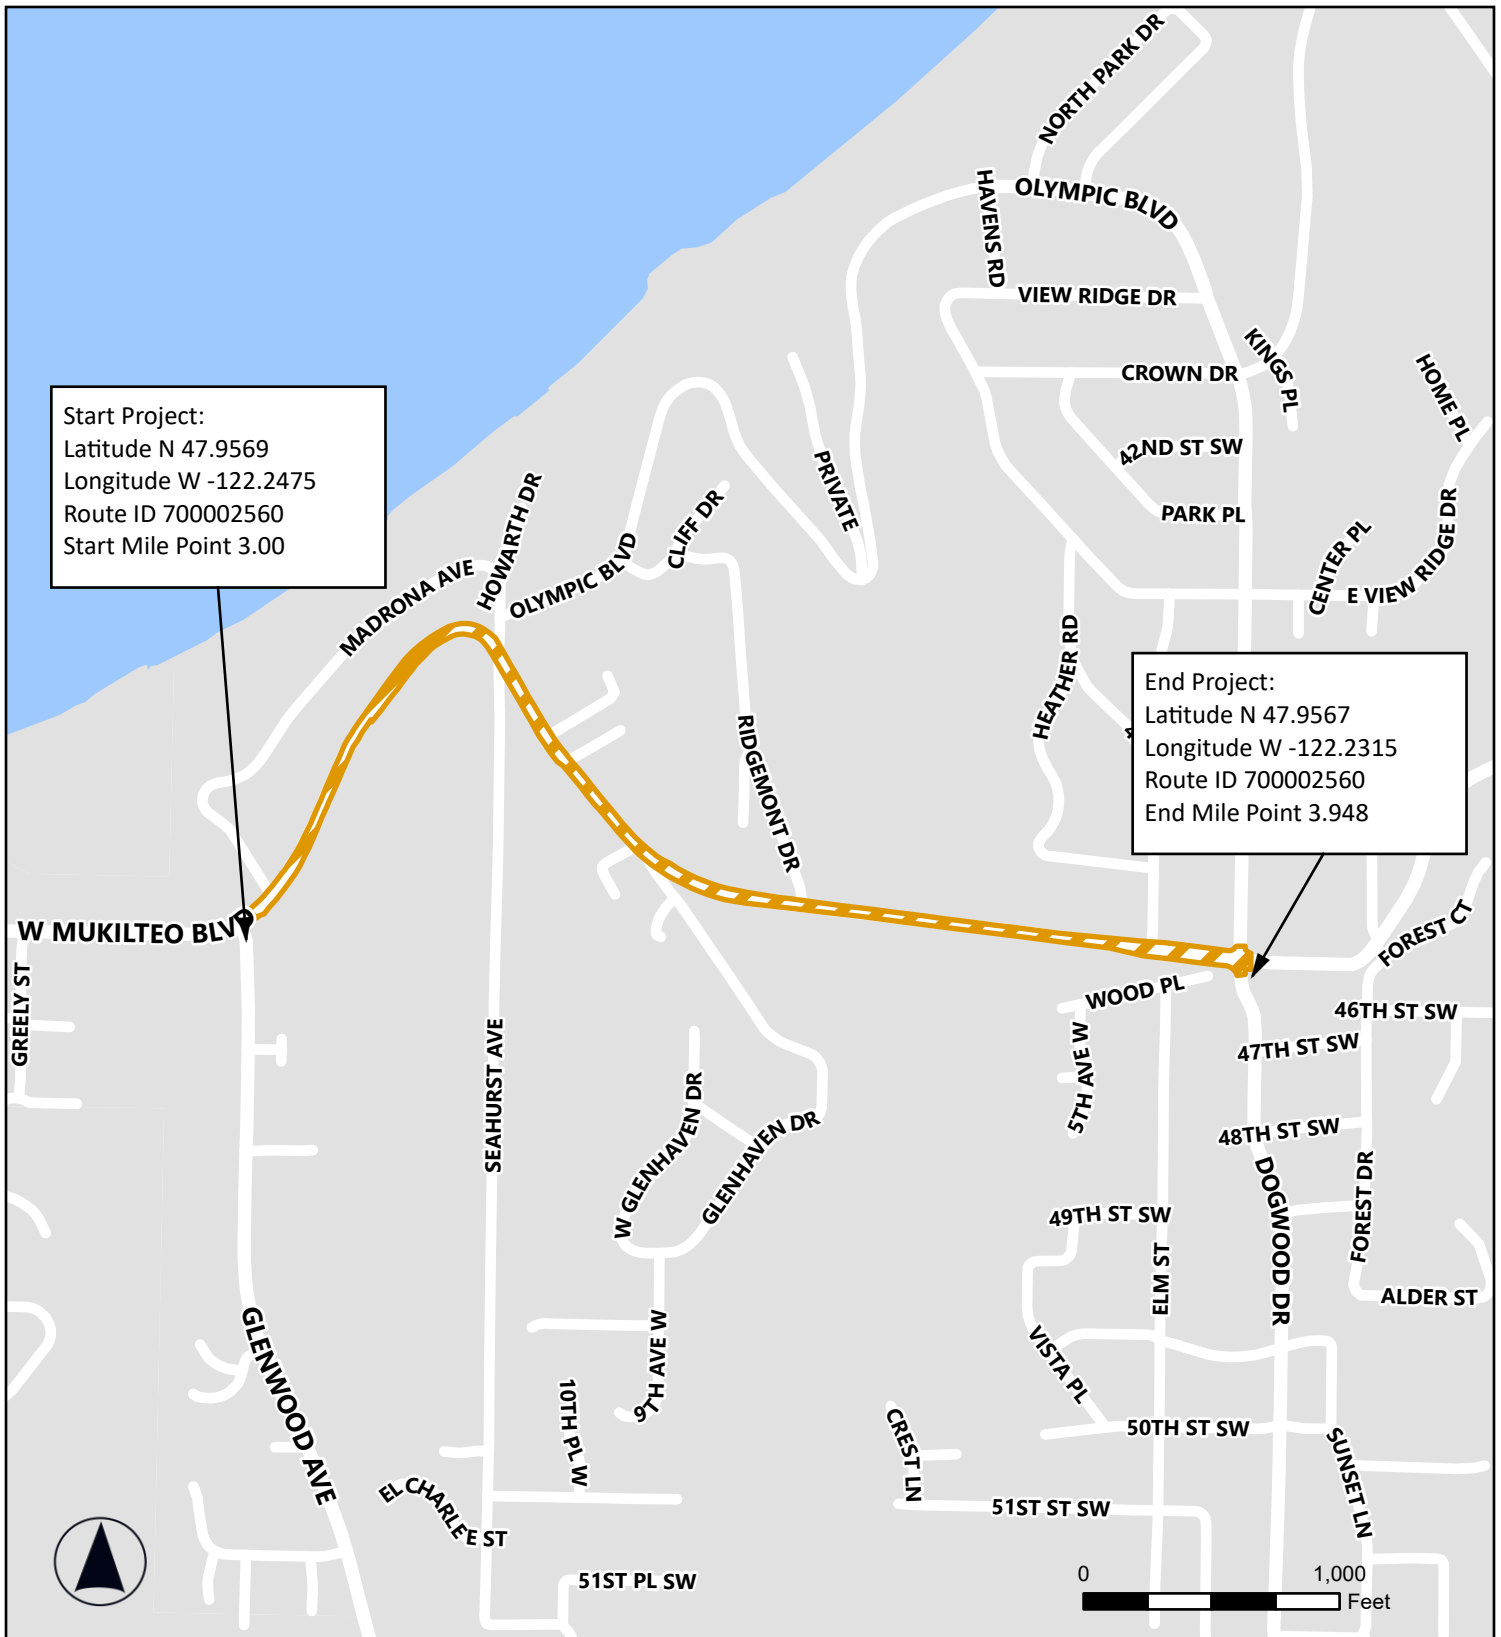 NORTH PARK DR
OLYMPIC BLVD
HAVENS RD
VIEW RIDGE DR
KINGS PL
CROWN DR
HOME PL
Start Project:
Latitude N 47.9569
Longitude W -122.2475
Route ID 700002560
Start Mile Point 3.00
42ND ST SW
PRIVATE
PARK PL
HOWARTH DR
CLIFF DR
OLYMPIC BLVD
MADRONA AVE
CENTER PL
E VIEW RIDGE DR
HEATHER RD
End Project:
Latitude N 47.9567
Longitude W -122.2315
Route ID 700002560
End Mile Point 3.948
RIDGEMONT DR
W MUKILTEO BLV
FOREST CT
GREELY ST
WOOD PL
46TH ST SW
47TH ST SW
5TH AVE W
SEAHURST AVE
48TH ST SW
W GLENHAVEN DR
GLENHAVEN DR
DOGWOOD DR
FOREST DR
49TH ST SW
ELM ST
ALDER ST
GLENWOOD AVE
VISTA PL
9TH AVE W
10TH PL W
CREST LN
50TH ST SW
SUNSET LN
EL CHARLEE ST
51ST ST SW
51ST PL SW
0 1,000
Feet